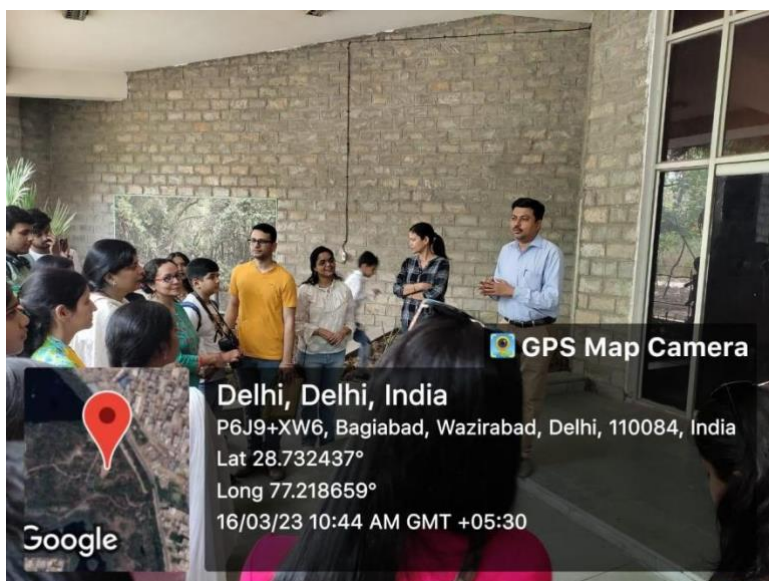 GPS Map Camera
Delhi, Delhi, India
P6J9+XW6, Bagiabad, Wazirabad, Delhi, 110084, India
Lat 28.732437°
Long 77.218659°
16/03/23 10:44 AM GMT +05:30
Google